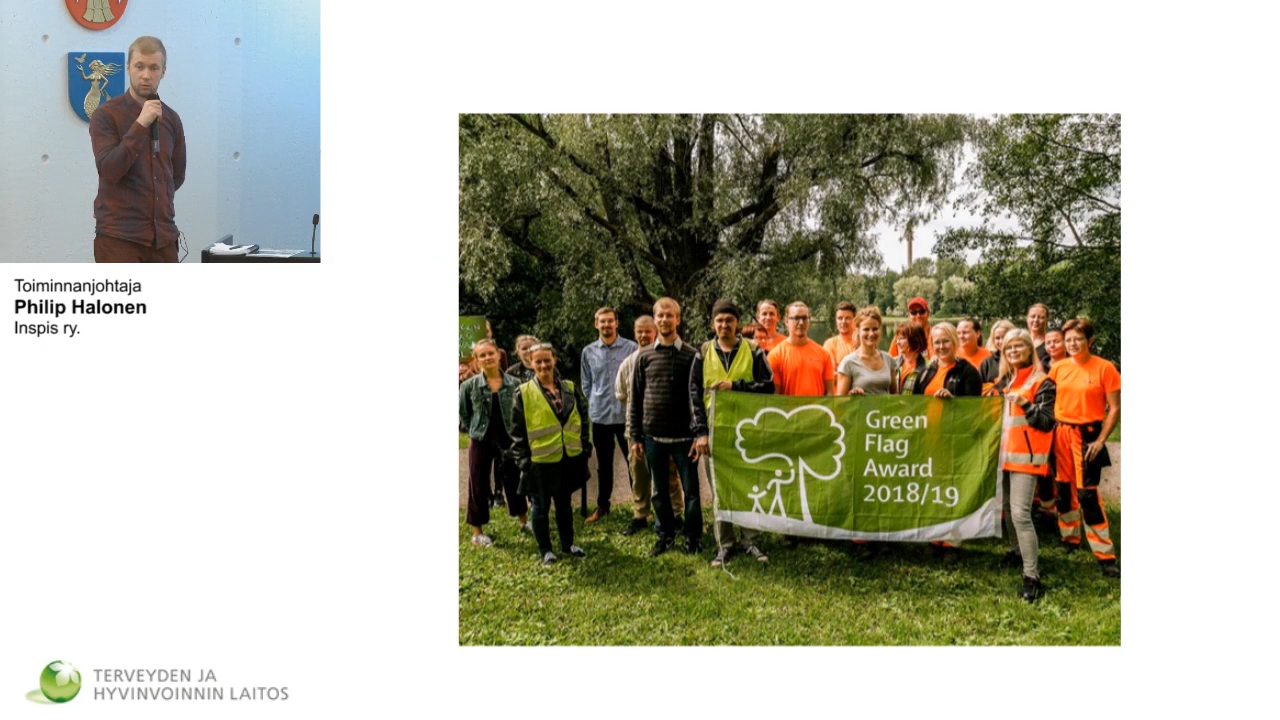 Toiminnanjohtaja
Philip Halonen
Inspis ry.
Green
Flag
Award
2018/19
TERVEYDEN JA
HYVINVOINNIN LAITOS